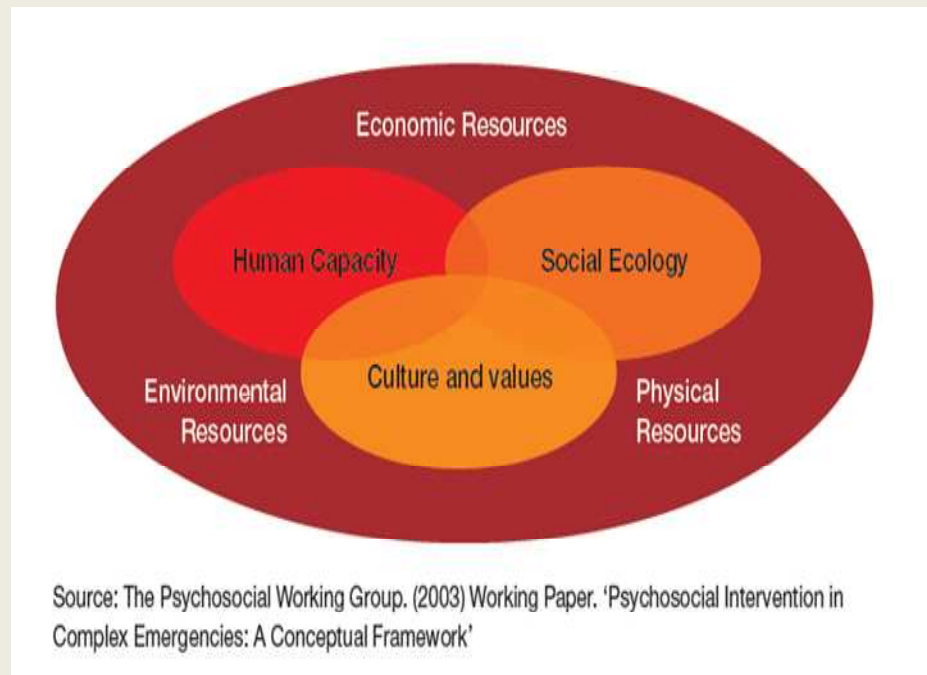 Economic Resources
Human Capacity
Social Ecology
Culture and values
Environmental
Resources
Physical
Resources
Source: The Psychosocial Working Group. (2003) Working Paper. ‘Psychosocial Intervention in
Complex Emergencies: A Conceptual Framework’